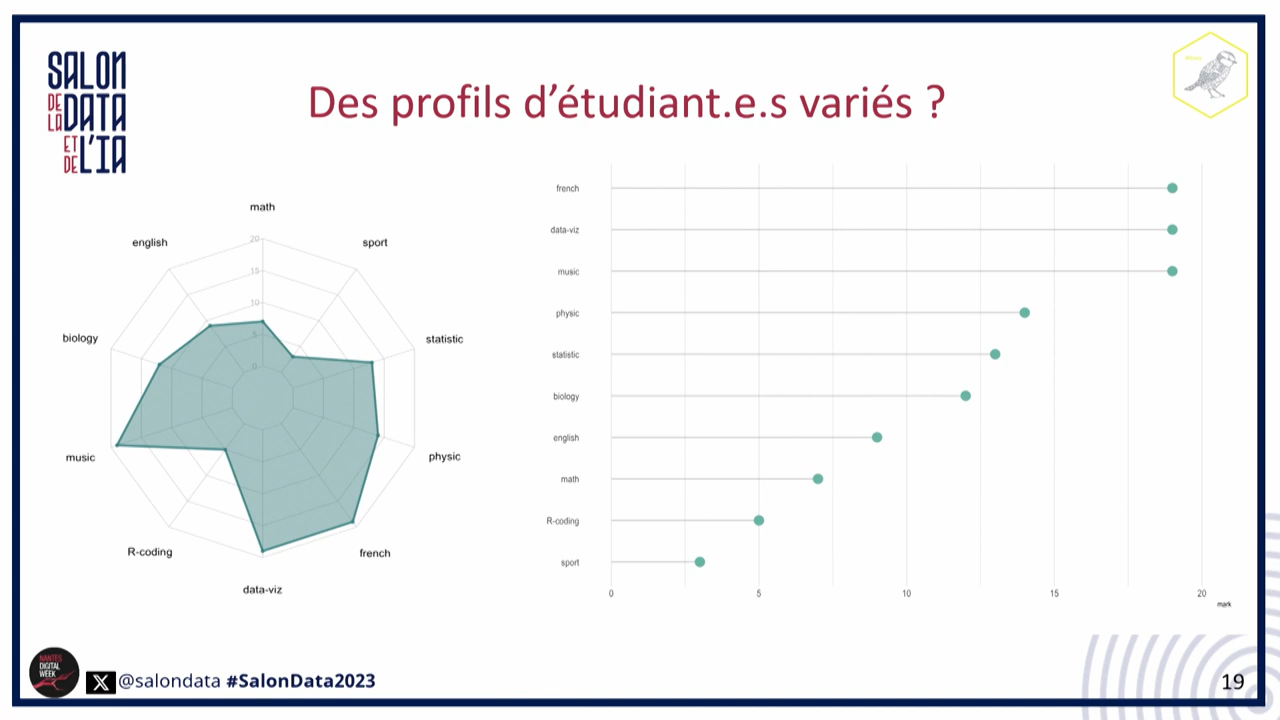 SALON
DE LA DATA
ET DE L'IA
Des profils d'étudiant.e.s variés ?
math
sport
statistic
physic
french
data-viz
R-coding
music
biology
english
20
15
10
5
0
french
data-viz
music
physic
statistic
biology
english
math
R-coding
sport
0 5 10 15 20
mark
NANTES
DIGITAL
WEEK
@salondata #SalonData2023
19